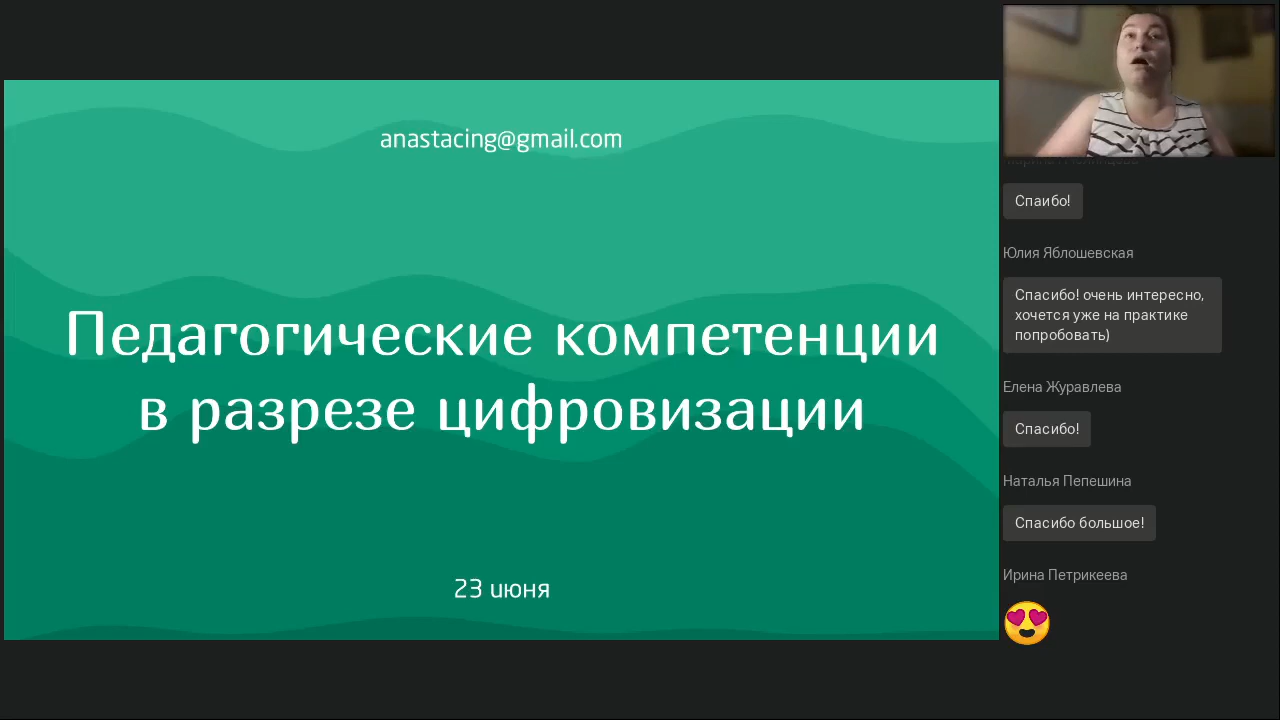 anastacing@gmail.com
Педагогические компетенции
в разрезе цифровизации
23 июня
Спаибо!
Юлия Яблошевская
Спасибо! очень интересно,
хочется уже на практике
попробовать)
Елена Журавлева
Спасибо!
Наталья Пепешина
Спасибо большое!
Ирина Петрикеева